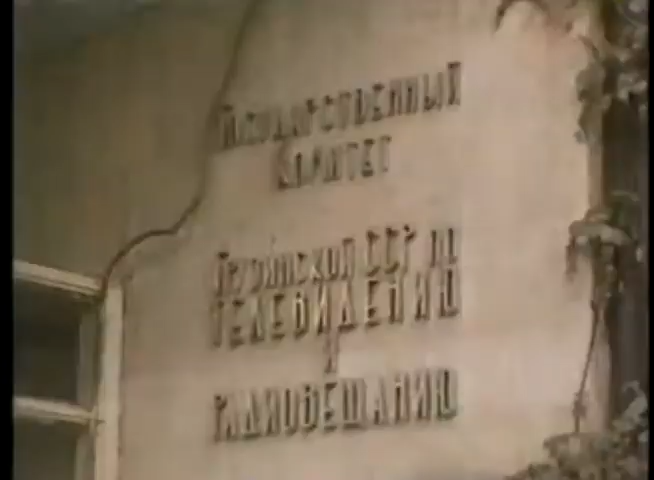 Государственный
Комитет
Грузинской ССР по
телевидению
и
радиовещанию